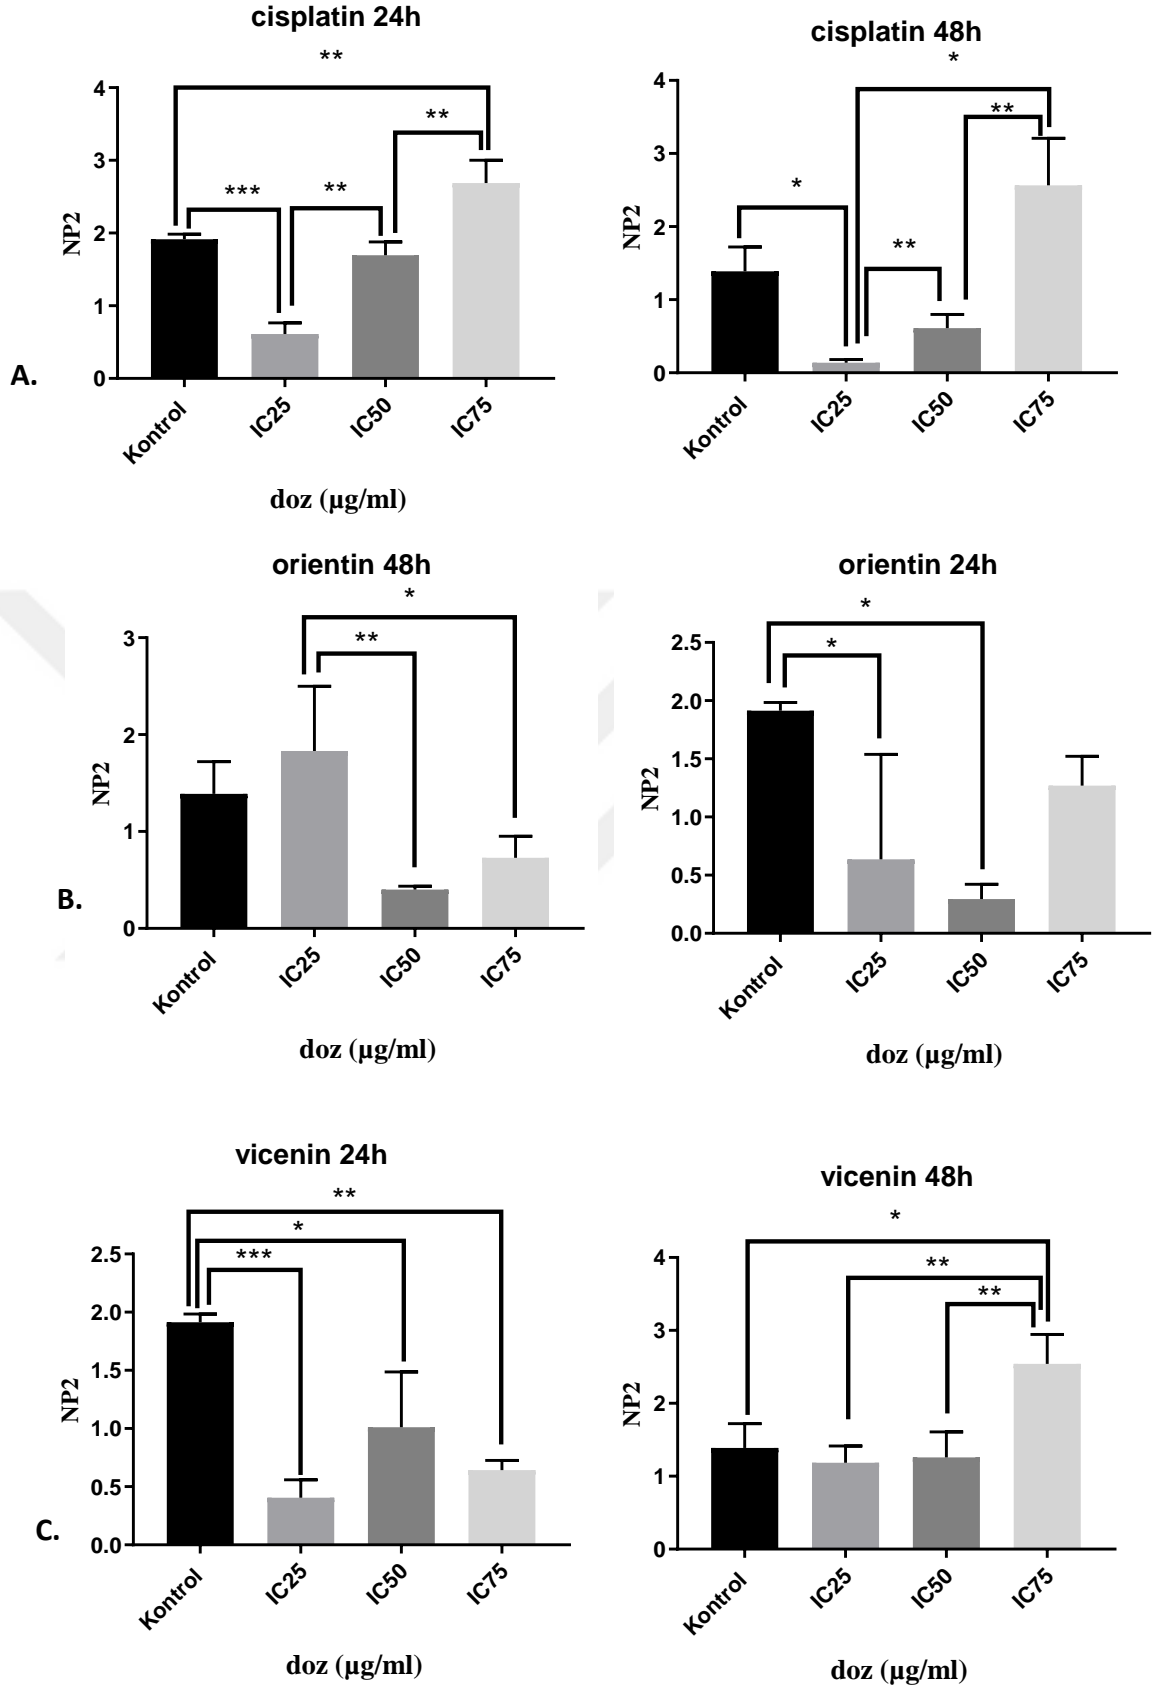 cisplatin 24h
**
**
***
**
4
3
2
1
0
NP2
Kontrol
IC25
IC50
IC75
doz (µg/ml)
A.
cisplatin 48h
*
**
*
**
4
3
2
1
0
NP2
Kontrol
IC25
IC50
IC75
orientin 48h
*
**
3
2
1
0
NP2
Kontrol
IC25
IC50
IC75
doz (µg/ml)
B.
orientin 24h
*
*
2.5
2.0
1.5
1.0
0.5
0.0
NP2
Kontrol
IC25
IC50
IC75
doz (µg/ml)
vicenin 24h
**
*
***
2.5
2.0
1.5
1.0
0.5
0.0
NP2
Kontrol
IC25
IC50
IC75
doz (µg/ml)
C.
vicenin 48h
*
**
**
4
3
2
1
0
NP2
Kontrol
IC25
IC50
IC75
doz (µg/ml)